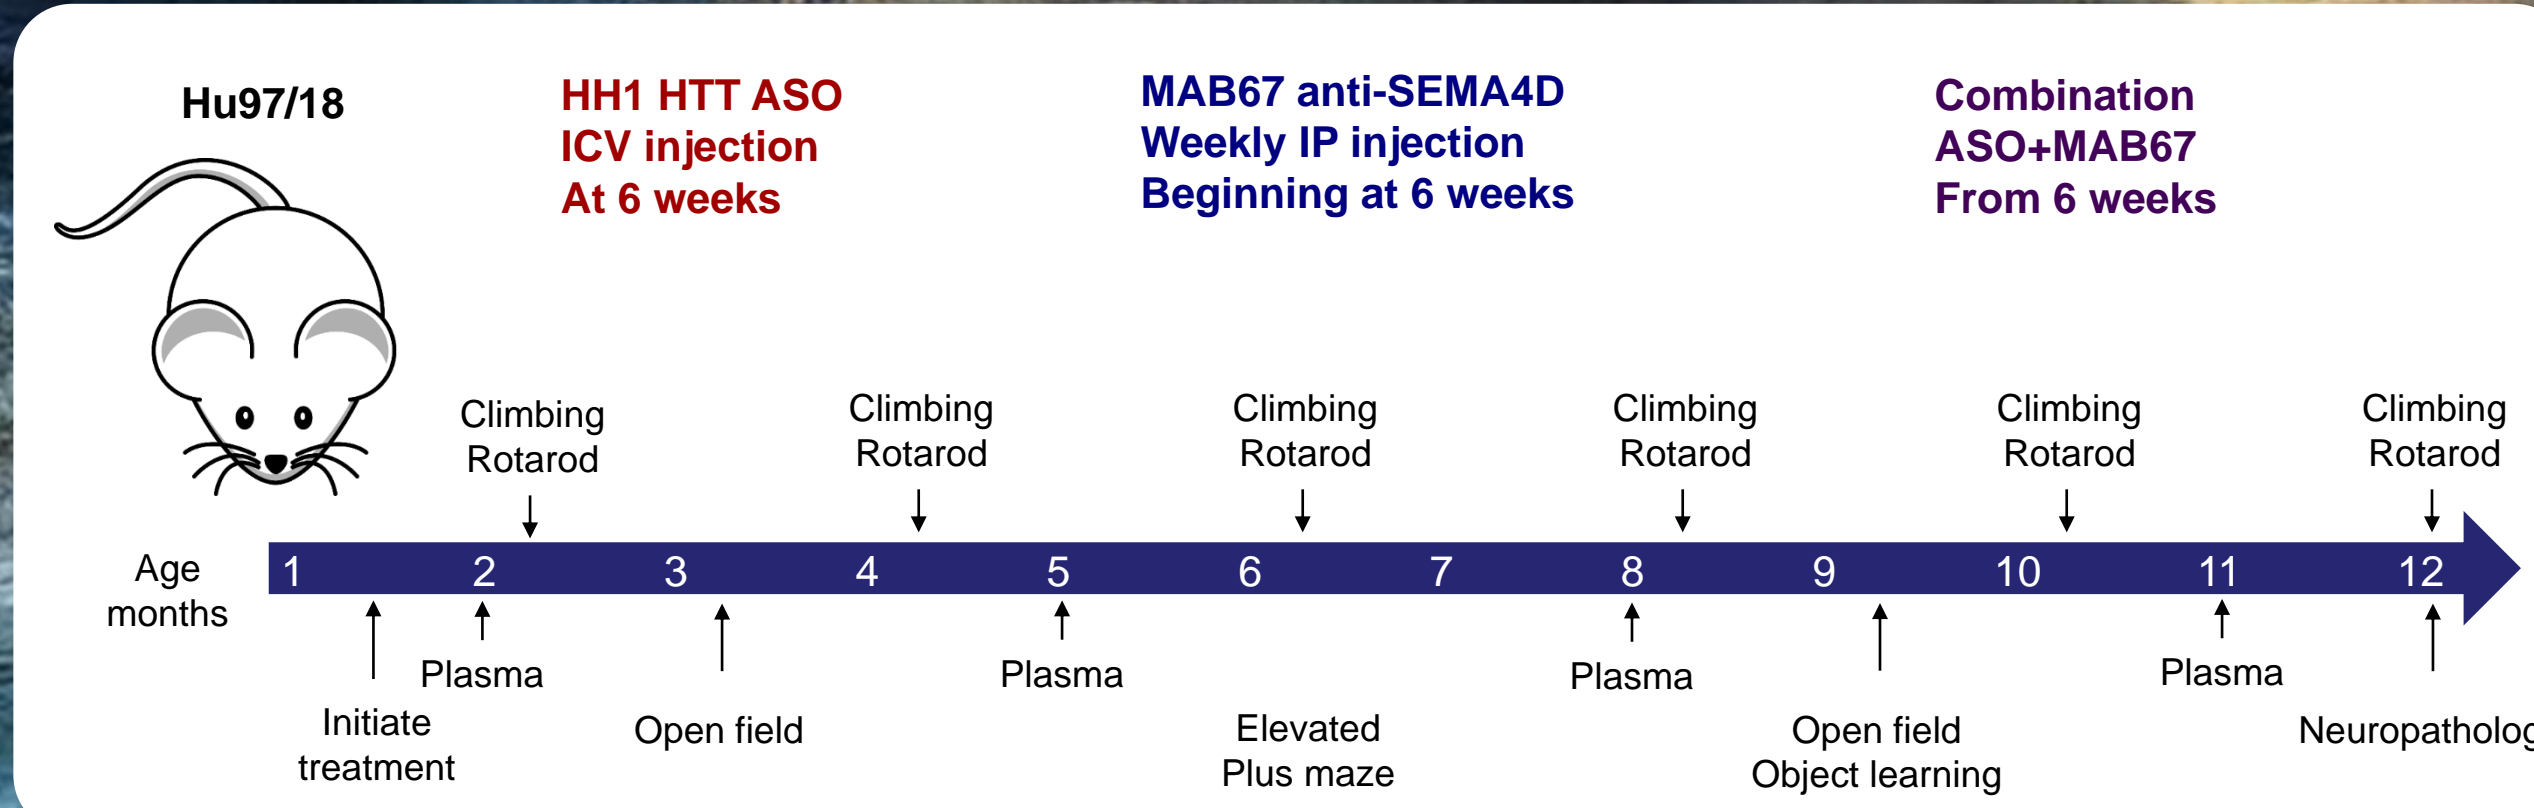 Hu97/18
HH1 HTT ASO
ICV injection
At 6 weeks
MAB67 anti-SEMA4D
Weekly IP injection
Beginning at 6 weeks
Combination
ASO+MAB67
From 6 weeks
Climbing
Rotarod
Climbing
Rotarod
Climbing
Rotarod
Climbing
Rotarod
Climbing
Rotarod
Climbing
Rotarod
Age
months
1 2 3 4 5 6 7 8 9 10 11 12
Initiate
treatment
Plasma
Open field
Plasma
Elevated
Plus maze
Plasma
Open field
Object learning
Plasma
Neuropatholog